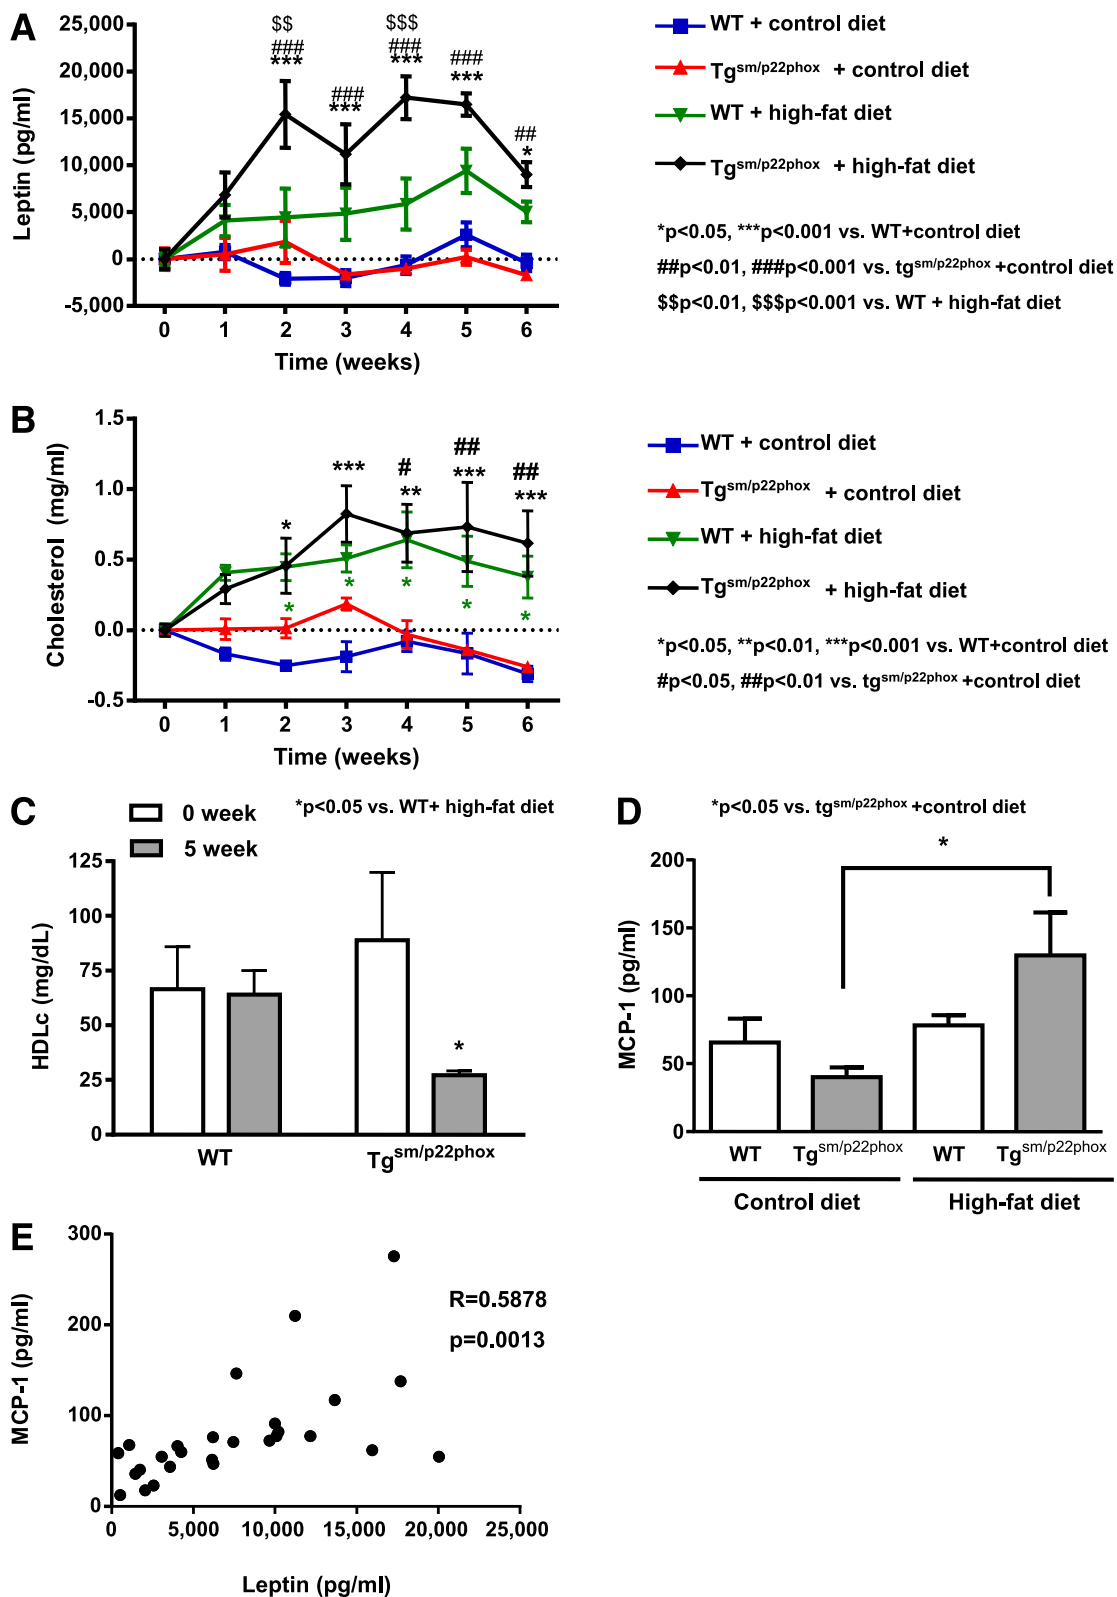 A
25,000
20,000
15,000
10,000
5,000
0
-5,000
Leptin (pg/ml)
$$
###
***
###
***
$$$
###
***
###
***
##
*
0 1 2 3 4 5 6
Time (weeks)
WT + control diet
Tgsm/p22phox + control diet
WT + high-fat diet
Tgsm/p22phox + high-fat diet
*p<0.05, ***p<0.001 vs. WT+control diet
##p<0.01, ###p<0.001 vs. tgsm/p22phox +control diet
$$p<0.01, $$$p<0.001 vs. WT + high-fat diet
B
1.5
1.0
0.5
0.0
-0.5
Cholesterol (mg/ml)
*
***
#
**
##
***
##
***
*
*
*
*
*
0 1 2 3 4 5 6
Time (weeks)
WT + control diet
Tgsm/p22phox + control diet
WT + high-fat diet
Tgsm/p22phox + high-fat diet
*p<0.05, **p<0.01, ***p<0.001 vs. WT+control diet
#p<0.05, ##p<0.01 vs. tgsm/p22phox +control diet
C
0 week
5 week
*p<0.05 vs. WT+ high-fat diet
125
100
75
50
25
0
HDLc (mg/dL)
*
WT
Tgsm/p22phox
D
*p<0.05 vs. tgsm/p22phox +control diet
*
200
150
100
50
0
MCP-1 (pg/ml)
WT Tgsm/p22phox WT Tgsm/p22phox
Control diet High-fat diet
E
300
200
100
0
MCP-1 (pg/ml)
R=0.5878
p=0.0013
0 5,000 10,000 15,000 20,000 25,000
Leptin (pg/ml)